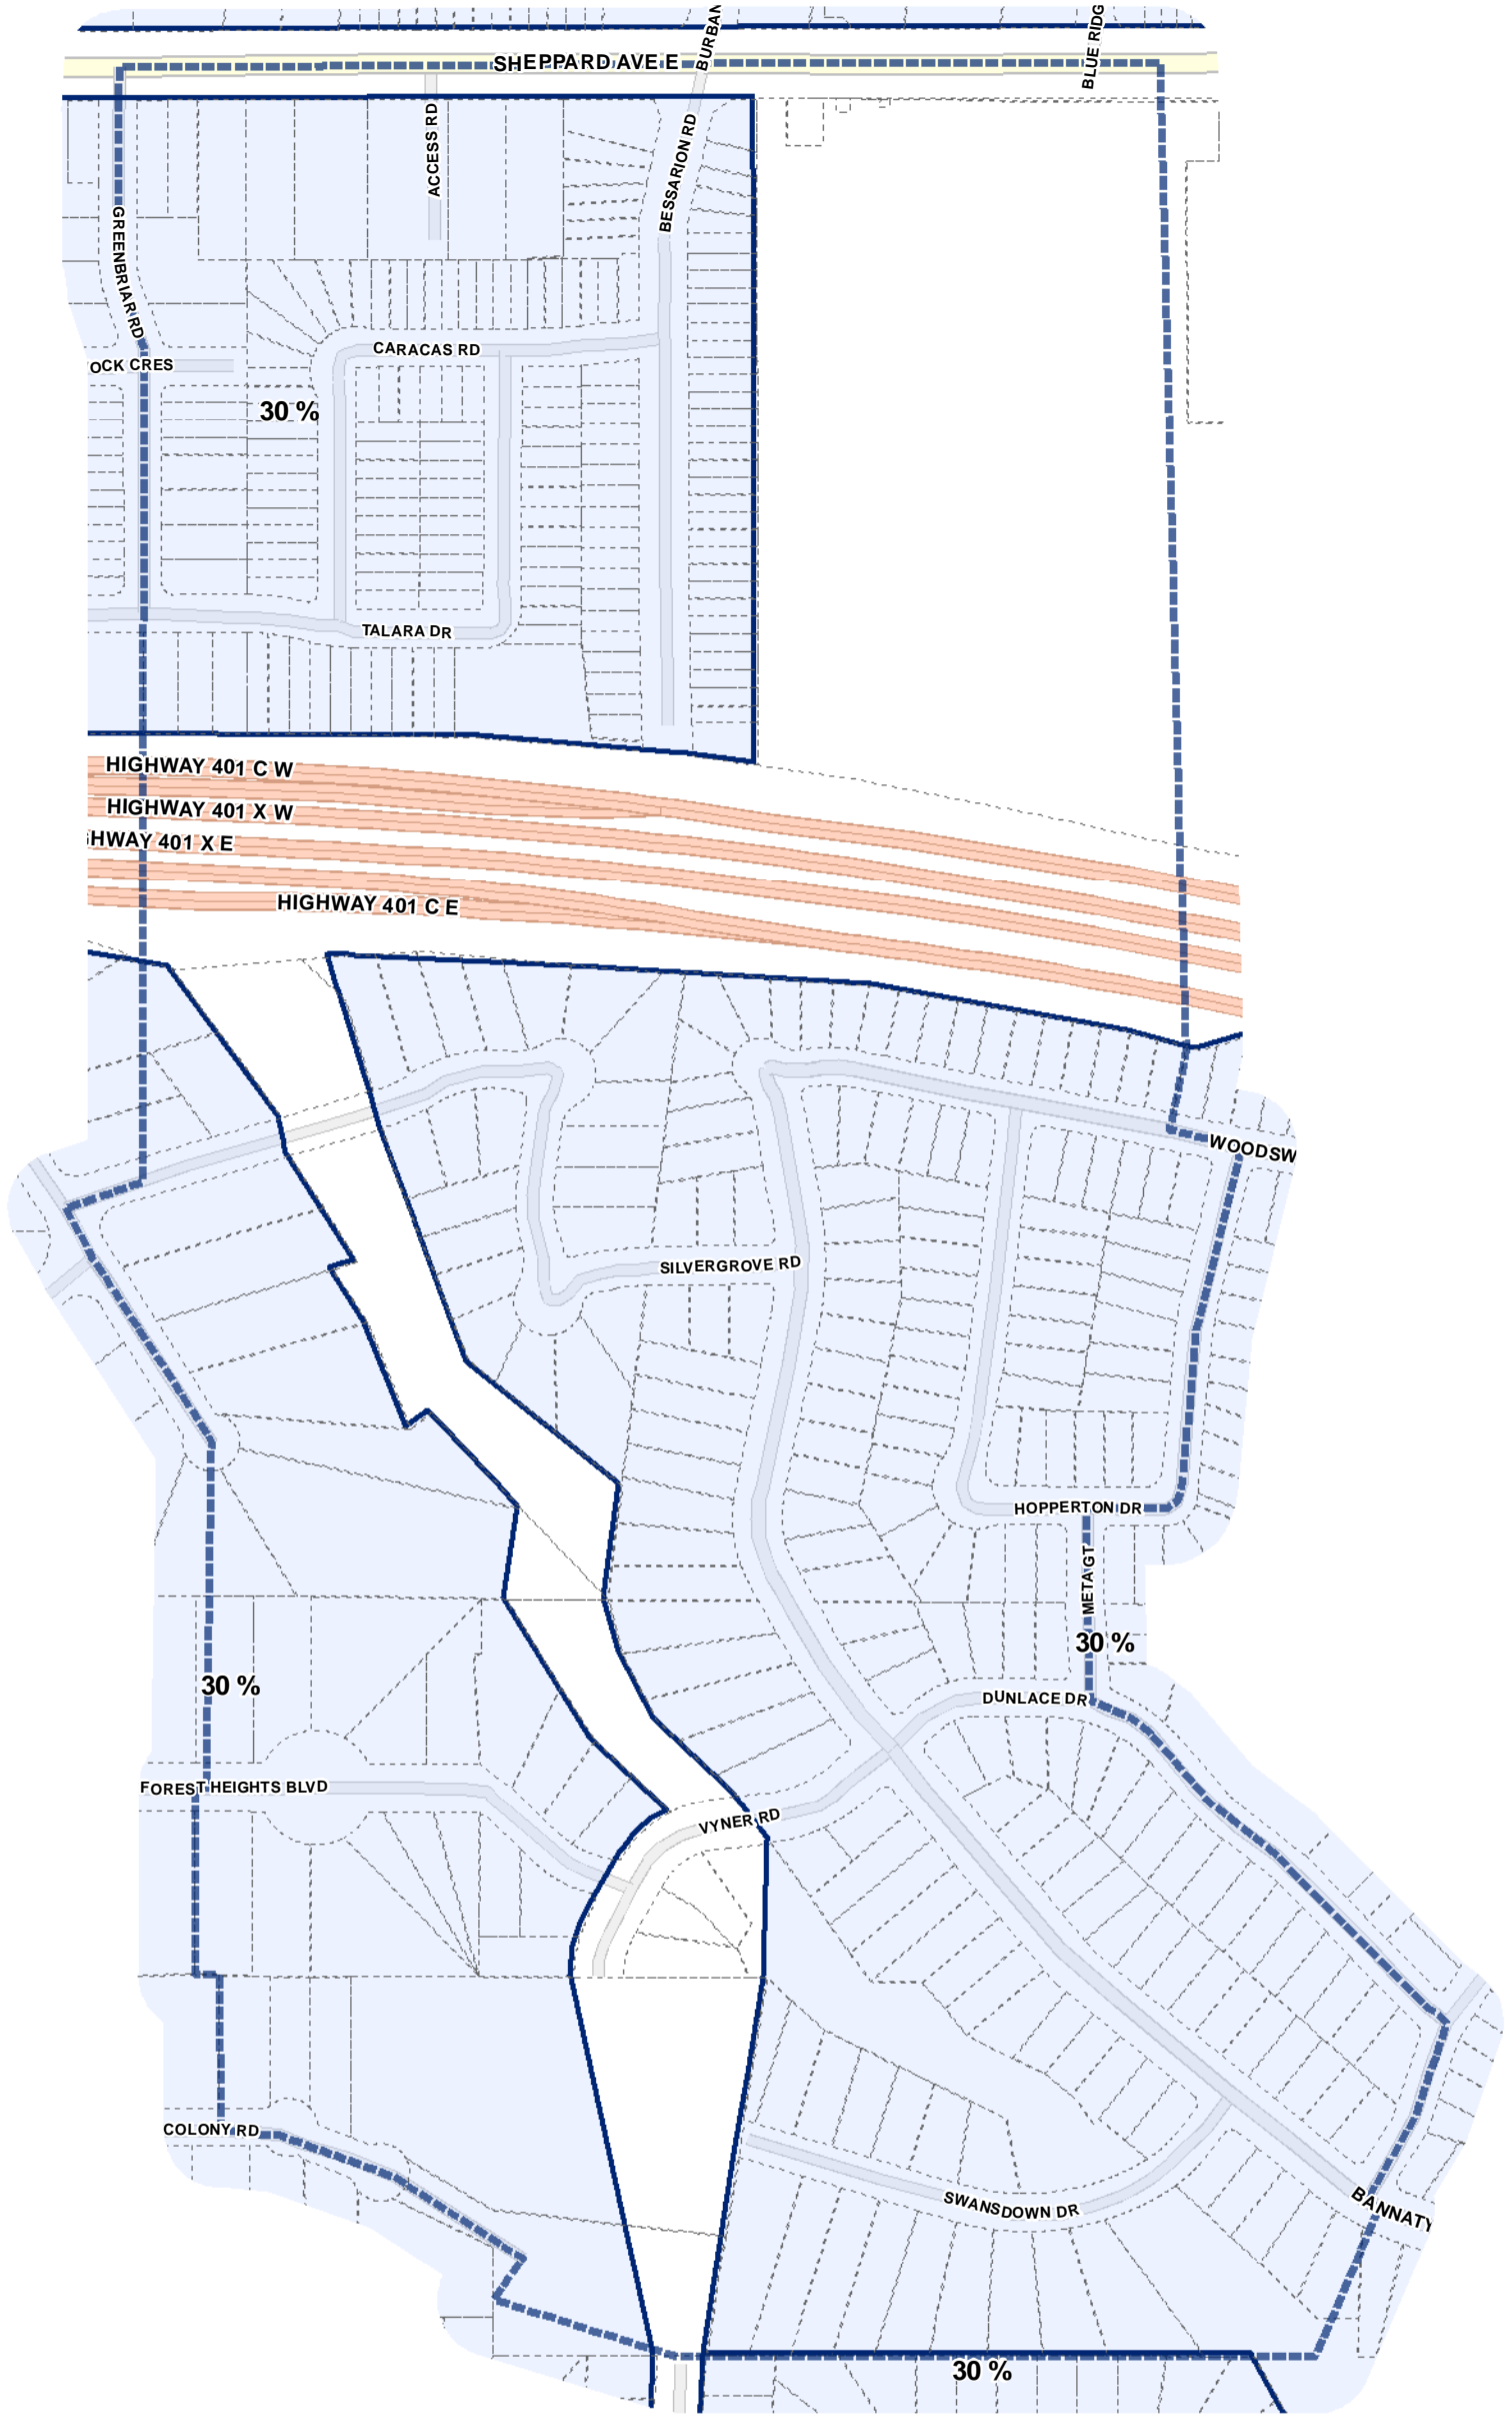 BURBAN
BLUE RIDG
SHEPPARD AVE E
ACCESS RD
BESSARION RD
GREENBRIAR RD
CARACAS RD
OCK CRES
30 %
TALARA DR
HIGHWAY 401 C W
HIGHWAY 401 X W
HWAY 401 X E
HIGHWAY 401 C E
WOODSW
SILVERGROVE RD
HOPPERTON DR
META GT
30 %
30 %
DUNLACE DR
FOREST HEIGHTS BLVD
VYNER RD
COLONY RD
SWANSDOWN DR
BANNATY
30 %